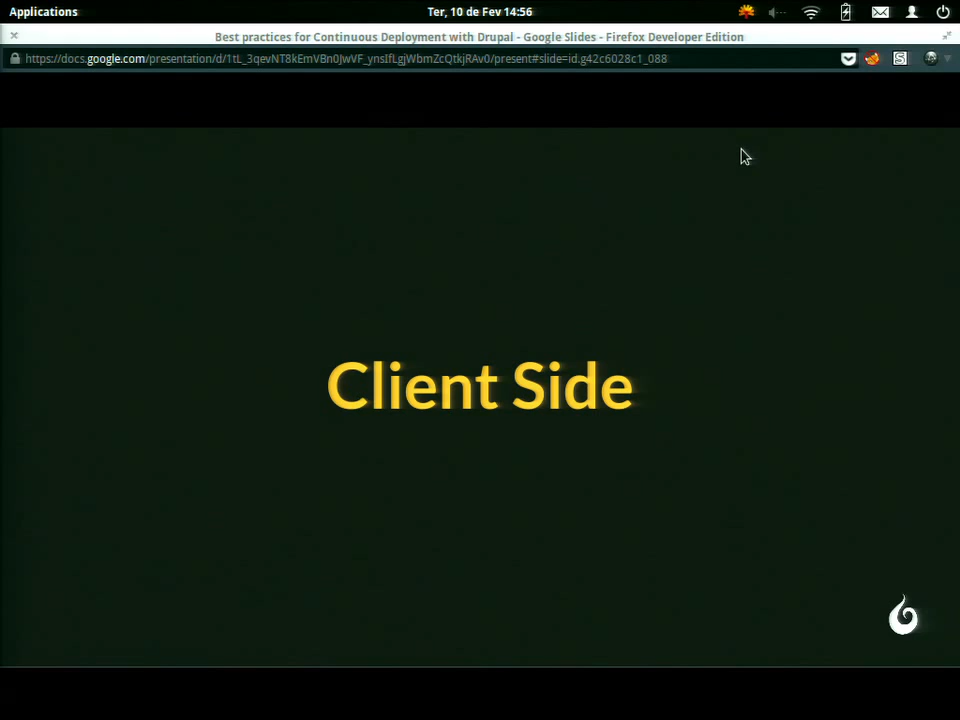 Applications
Ter, 10 de Fev 14:56
Best practices for Continuous Deployment with Drupal - Google Slides - Firefox Developer Edition
https://docs.google.com/presentation/d/1tL_3qevNT8kEmVBn0JwVF_ynsIfLgjWbmZcQtkjRAv0/present#slide=id.g42c6028c1_088
Client Side